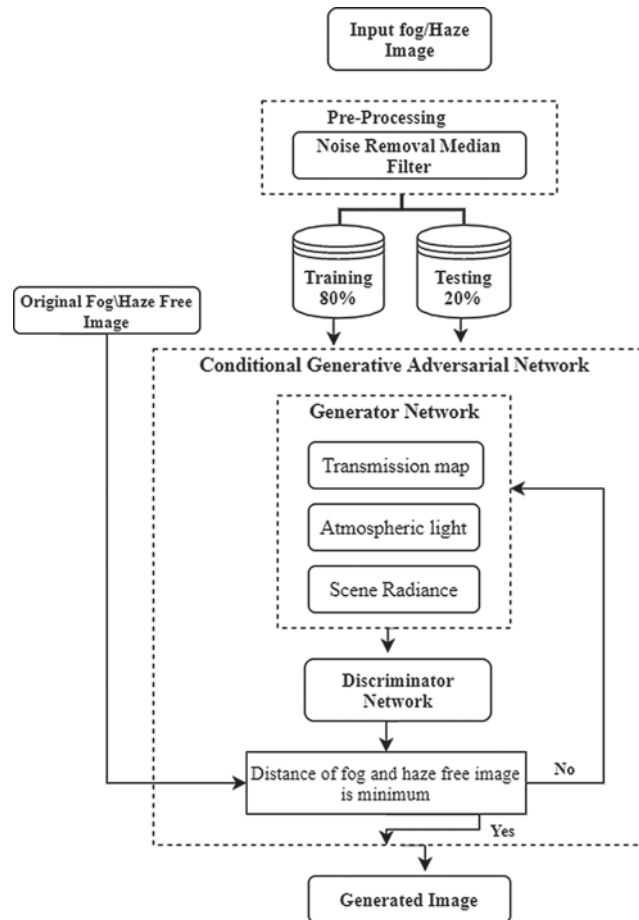 Input fog/Haze
Image
Pre-Processing
Noise Removal Median
Filter
Training
80%
Testing
20%
Original Fog\Haze Free
Image
Conditional Generative Adversarial Network
Generator Network
Transmission map
Atmospheric light
Scene Radiance
Discriminator
Network
Distance of fog and haze free image
is minimum
No
Yes
Generated Image